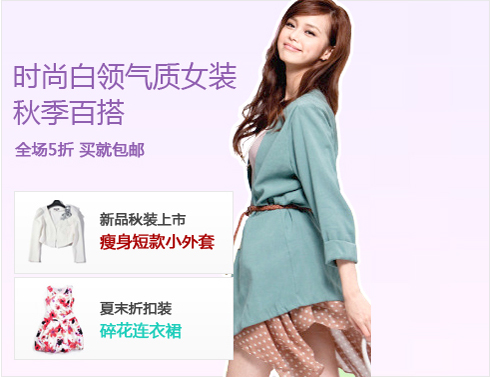 时尚白领气质女装
秋季百搭
全场5折 买就包邮
新品秋装上市
瘦身短款小外套
夏末折扣装
碎花连衣裙